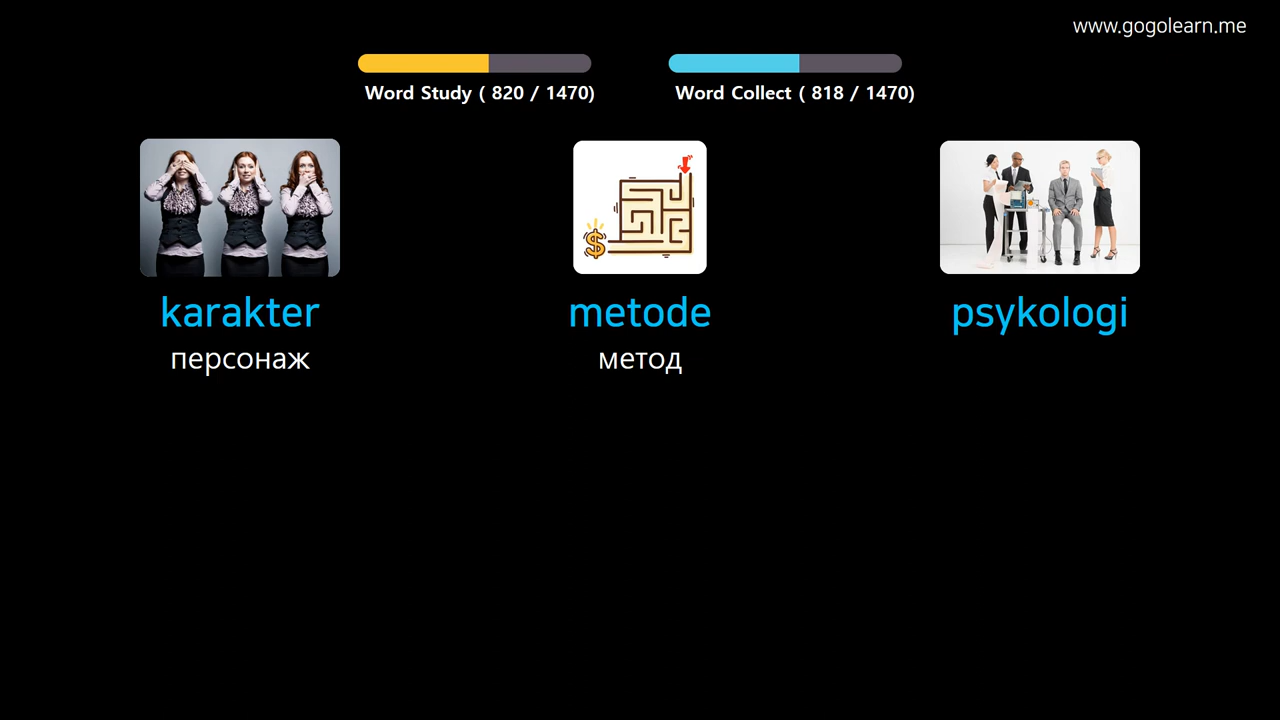 www.gogolearn.me
Word Study ( 820 / 1470)
Word Collect ( 818 / 1470)
karakter
персонаж
metode
метод
psykologi